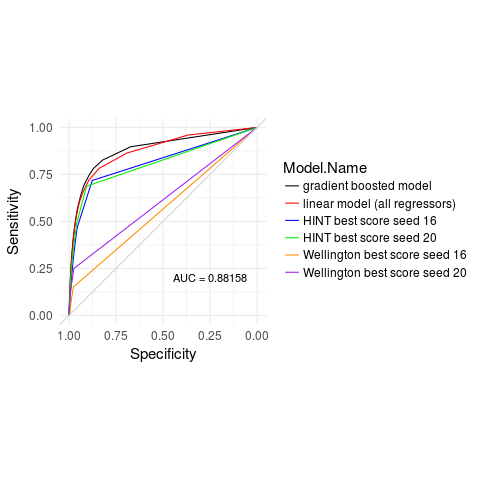 1.00
0.75
0.50
0.25
0.00
Sensitivity
AUC = 0.88158
1.00 0.75 0.50 0.25 0.00
Specificity
Model.Name
gradient boosted model
linear model (all regressors)
HINT best score seed 16
HINT best score seed 20
Wellington best score seed 16
Wellington best score seed 20